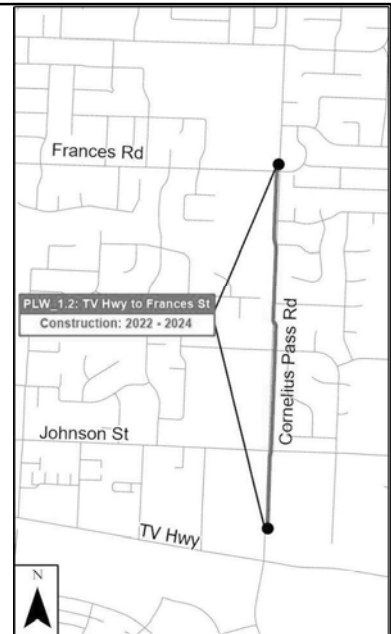 Frances Rd
PLW_1.2: TV Hwy to Frances St
Construction: 2022 - 2024
Cornelius Pass Rd
Johnson St
TV Hwy
N